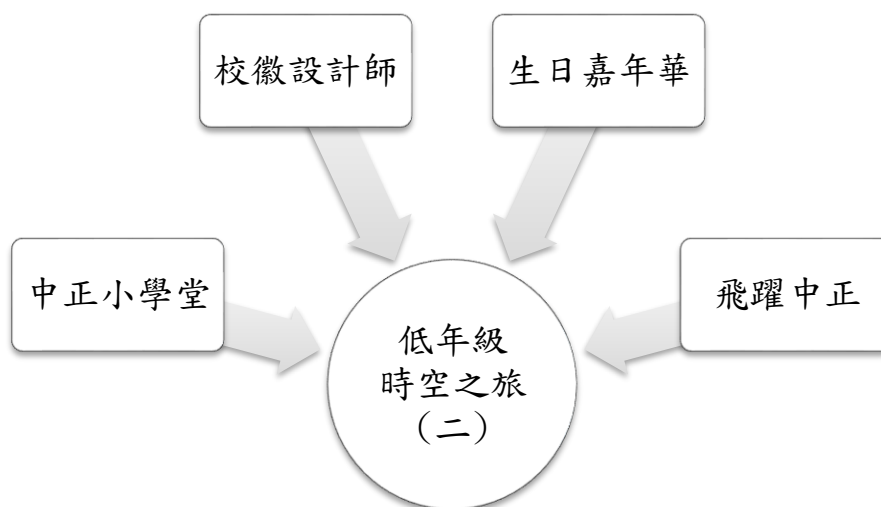 校徽設計師
生日嘉年華
中正小學堂
飛躍中正
低年級
時空之旅
（二）